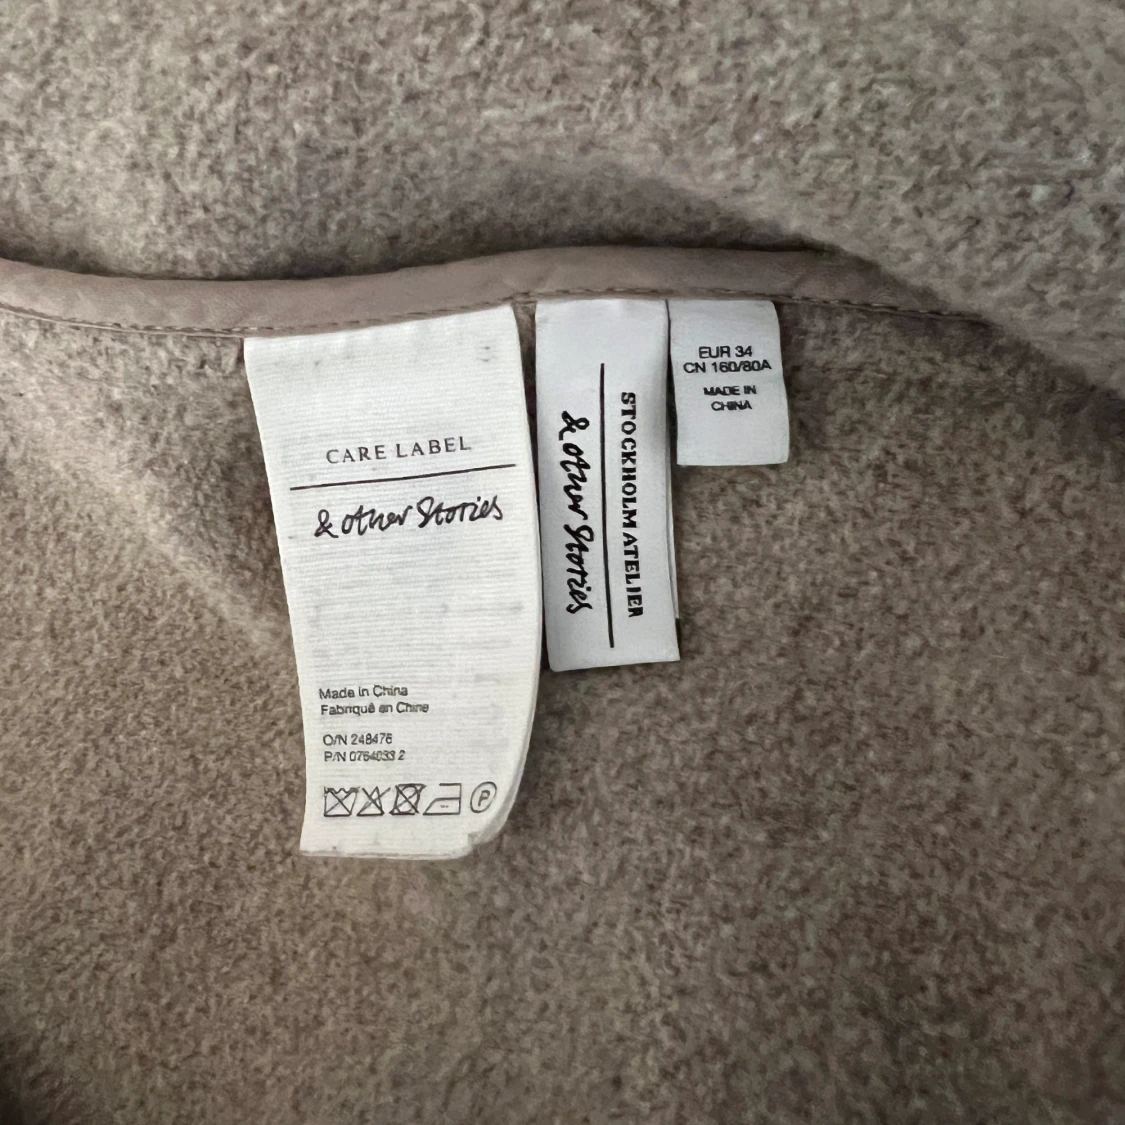 CARE LABEL
& other Stories
Made in China
Fabriqué en Chine
O/N 248476
P/N 0764033 2
P
& other Stories
STOCKHOLM ATELIER
EUR 34
CN 160/80A
MADE IN
CHINA